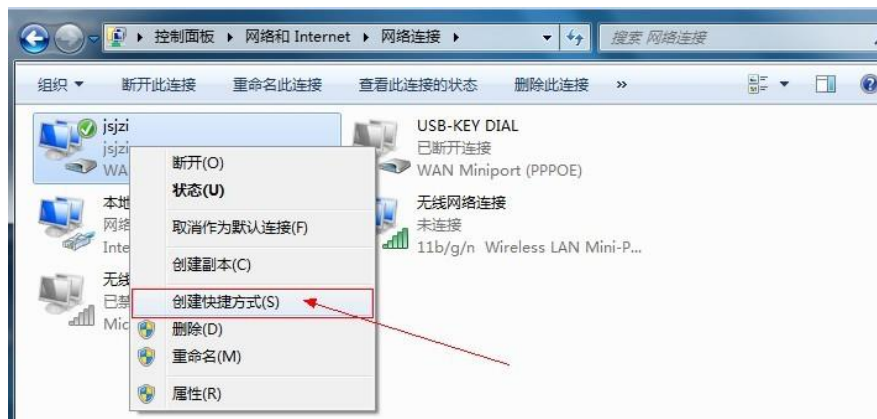 控制面板 ▸ 网络和 Internet ▸ 网络连接 ▸
搜索 网络连接
组织 断开此连接 重命名此连接 查看此连接的状态 删除此连接 »
jsjzi
jsjzi
WA
USB-KEY DIAL
已断开连接
WAN Miniport (PPPOE)
本地
网络
Inte
无线网络连接
未连接
11b/g/n Wireless LAN Mini-P...
无线
已禁
Mic
断开(O)
状态(U)
取消作为默认连接(F)
创建副本(C)
创建快捷方式(S)
删除(D)
重命名(M)
属性(R)